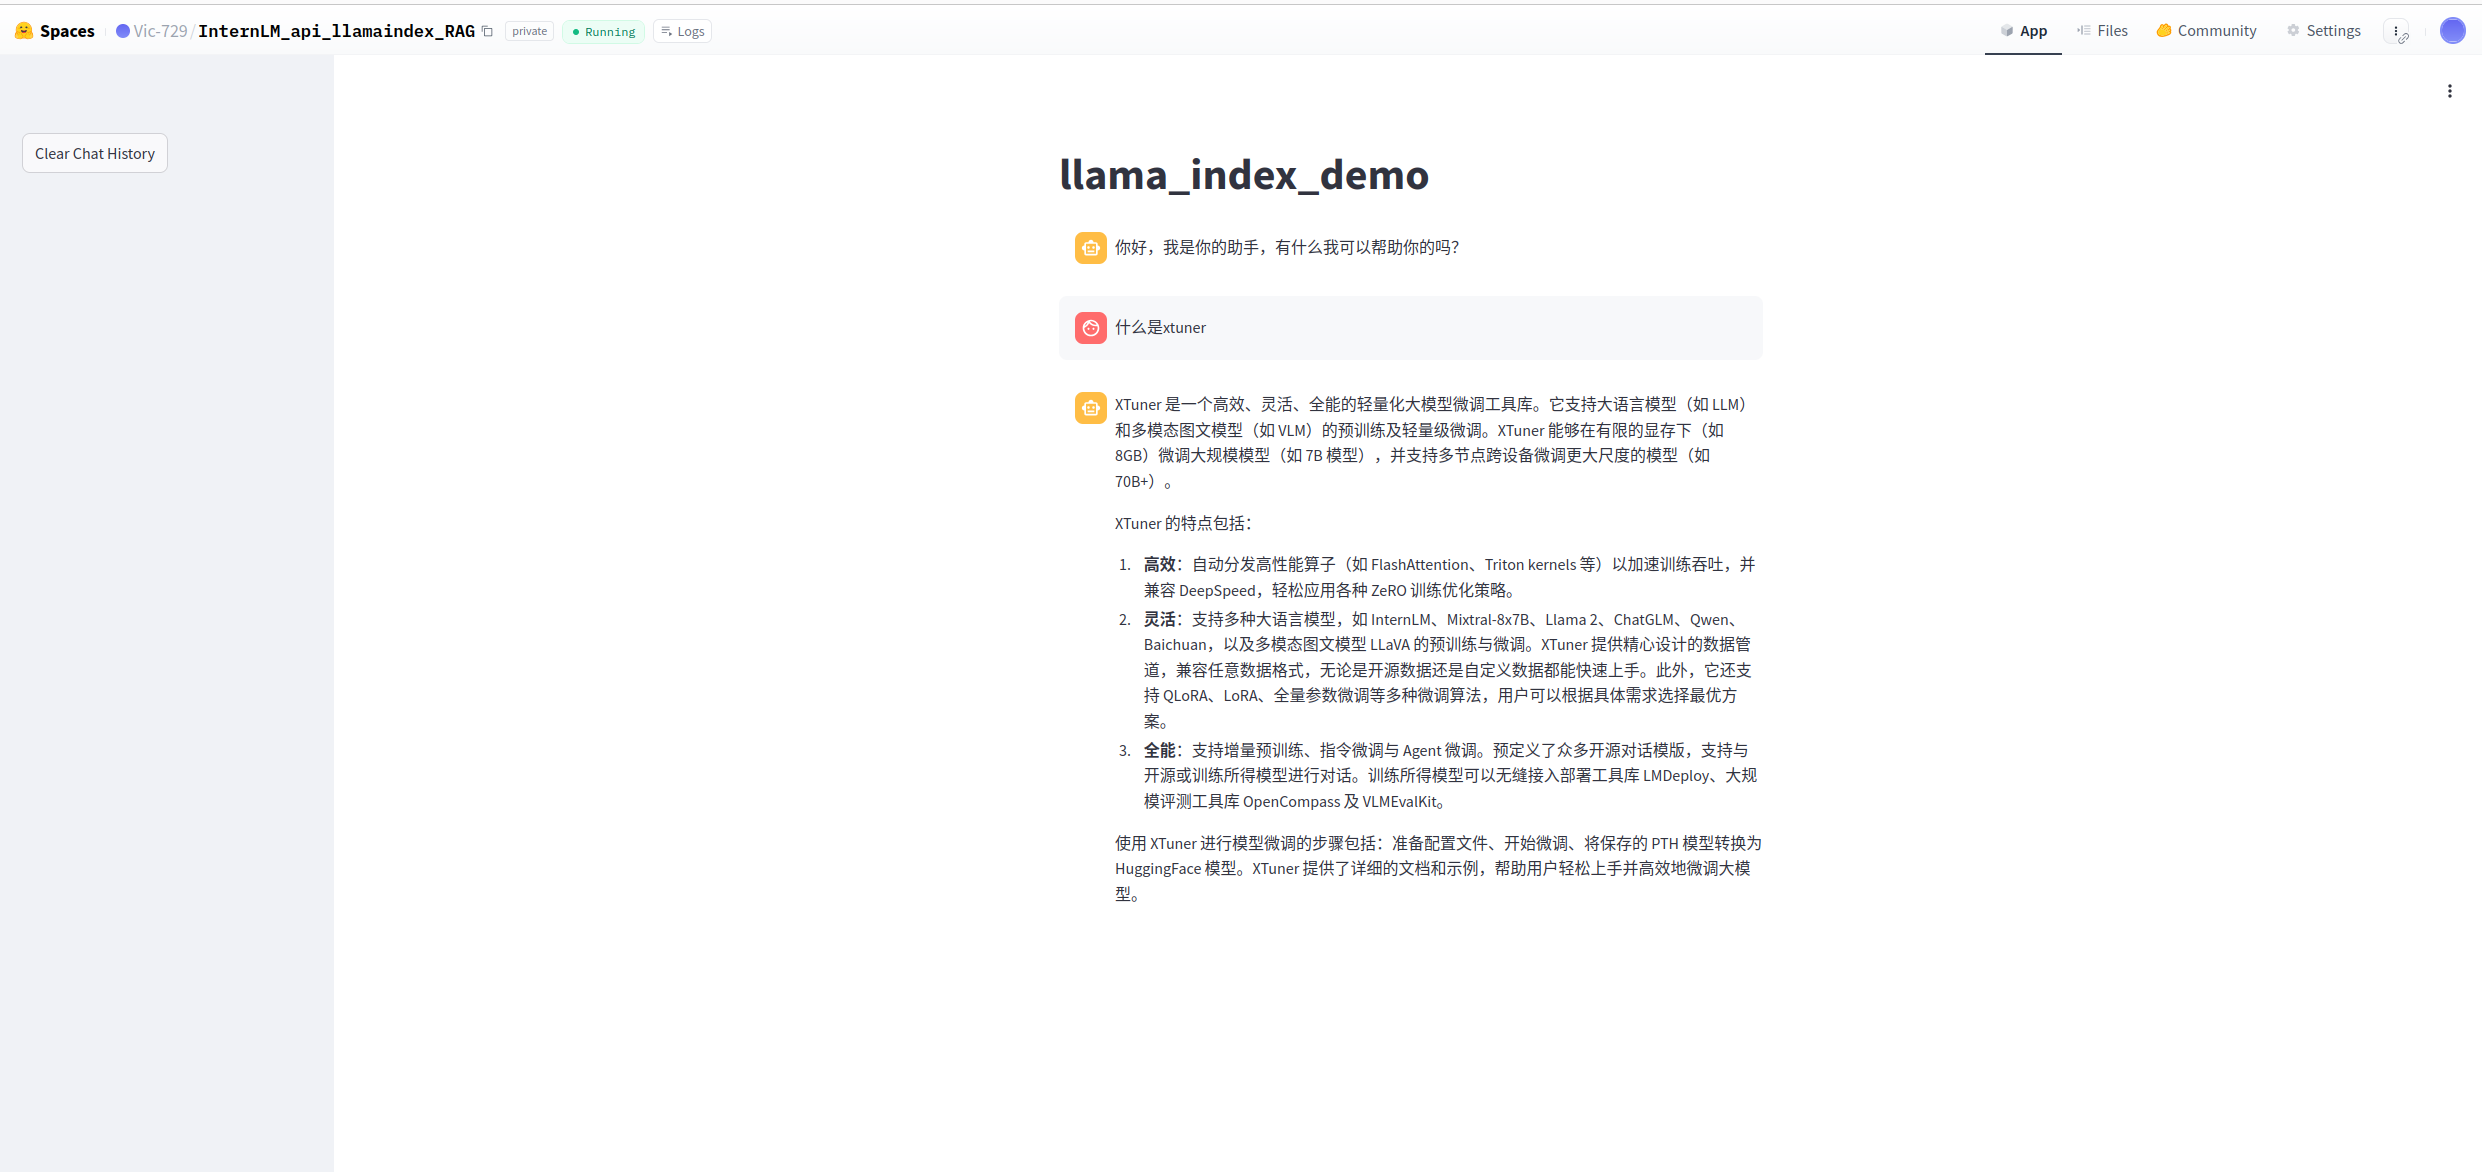 Spaces Vic-729/InternLM_api_llamaindex_RAG private Running Logs App Files Community Settings
Clear Chat History
llama_index_demo
你好，我是你的助手，有什么我可以帮助你的吗？
什么是xtuner
XTuner 是一个高效、灵活、全能的轻量化大模型微调工具库。它支持大语言模型（如 LLM）
和多模态图文模型（如 VLM）的预训练及轻量级微调。XTuner 能够在有限的显存下（如
8GB）微调大规模模型（如 7B 模型），并支持多节点跨设备微调更大尺度的模型（如
70B+）。
XTuner 的特点包括：
1. 高效：自动分发高性能算子（如 FlashAttention、Triton kernels 等）以加速训练吞吐，并
兼容 DeepSpeed，轻松应用各种 ZeRO 训练优化策略。
2. 灵活：支持多种大语言模型，如 InternLM、Mixtral-8x7B、Llama 2、ChatGLM、Qwen、
Baichuan，以及多模态图文模型 LLaVA 的预训练与微调。XTuner 提供精心设计的数据管
道，兼容任意数据格式，无论是开源数据还是自定义数据都能快速上手。此外，它还支
持 QLoRA、LoRA、全量参数微调等多种微调算法，用户可以根据具体需求选择最优方
案。
3. 全能：支持增量预训练、指令微调与 Agent 微调。预定义了众多开源对话模版，支持与
开源或训练所得模型进行对话。训练所得模型可以无缝接入部署工具库 LMDeploy、大规
模评测工具库 OpenCompass 及 VLMEvalKit。
使用 XTuner 进行模型微调的步骤包括：准备配置文件、开始微调、将保存的 PTH 模型转换为
HuggingFace 模型。XTuner 提供了详细的文档和示例，帮助用户轻松上手并高效地微调大模
型。